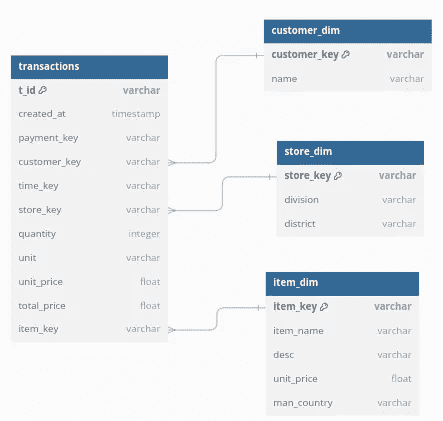 transactions
t_id varchar
created_at timestamp
payment_key varchar
customer_key varchar
time_key varchar
store_key varchar
quantity integer
unit varchar
unit_price float
total_price float
item_key varchar
customer_dim
customer_key varchar
name varchar
store_dim
store_key varchar
division varchar
district varchar
item_dim
item_key varchar
item_name varchar
desc varchar
unit_price float
man_country varchar